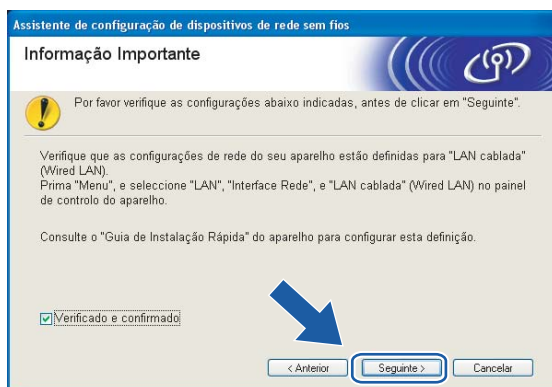 Assistente de configuração de dispositivos de rede sem fios
Informação Importante
Por favor verifique as configurações abaixo indicadas, antes de clicar em "Seguinte".
Verifique que as configurações de rede do seu aparelho estão definidas para "LAN cablada"
(Wired LAN).
Prima "Menu", e seleccione "LAN", "Interface Rede", e "LAN cablada" (Wired LAN) no painel
de controlo do aparelho.
Consulte o "Guia de Instalação Rápida" do aparelho para configurar esta definição.
Verificado e confirmado
< Anterior
Seguinte >
Cancelar